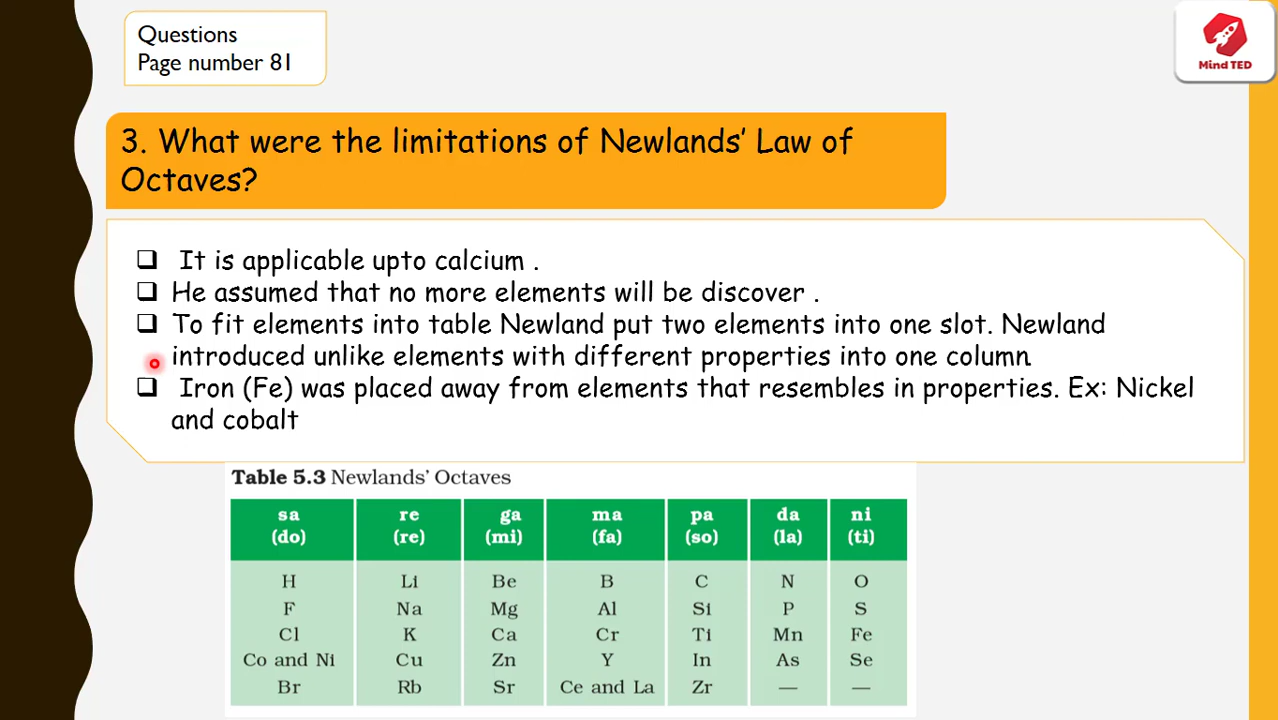 Questions
Page number 81
Mind TED
3. What were the limitations of Newlands' Law of
Octaves?
It is applicable upto calcium .
He assumed that no more elements will be discover .
To fit elements into table Newland put two elements into one slot. Newland
introduced unlike elements with different properties into one column
Iron (Fe) was placed away from elements that resembles in properties. Ex: Nickel
and cobalt
Table 5.3 Newlands' Octaves
sa re ga ma pa da ni
(do) (re) (mi) (fa) (so) (la) (ti)
H Li Be B C N O
F Na Mg Al Si P S
Cl K Ca Cr Ti Mn Fe
Co and Ni Cu Zn Y In As Se
Br Rb Sr Ce and La Zr — —